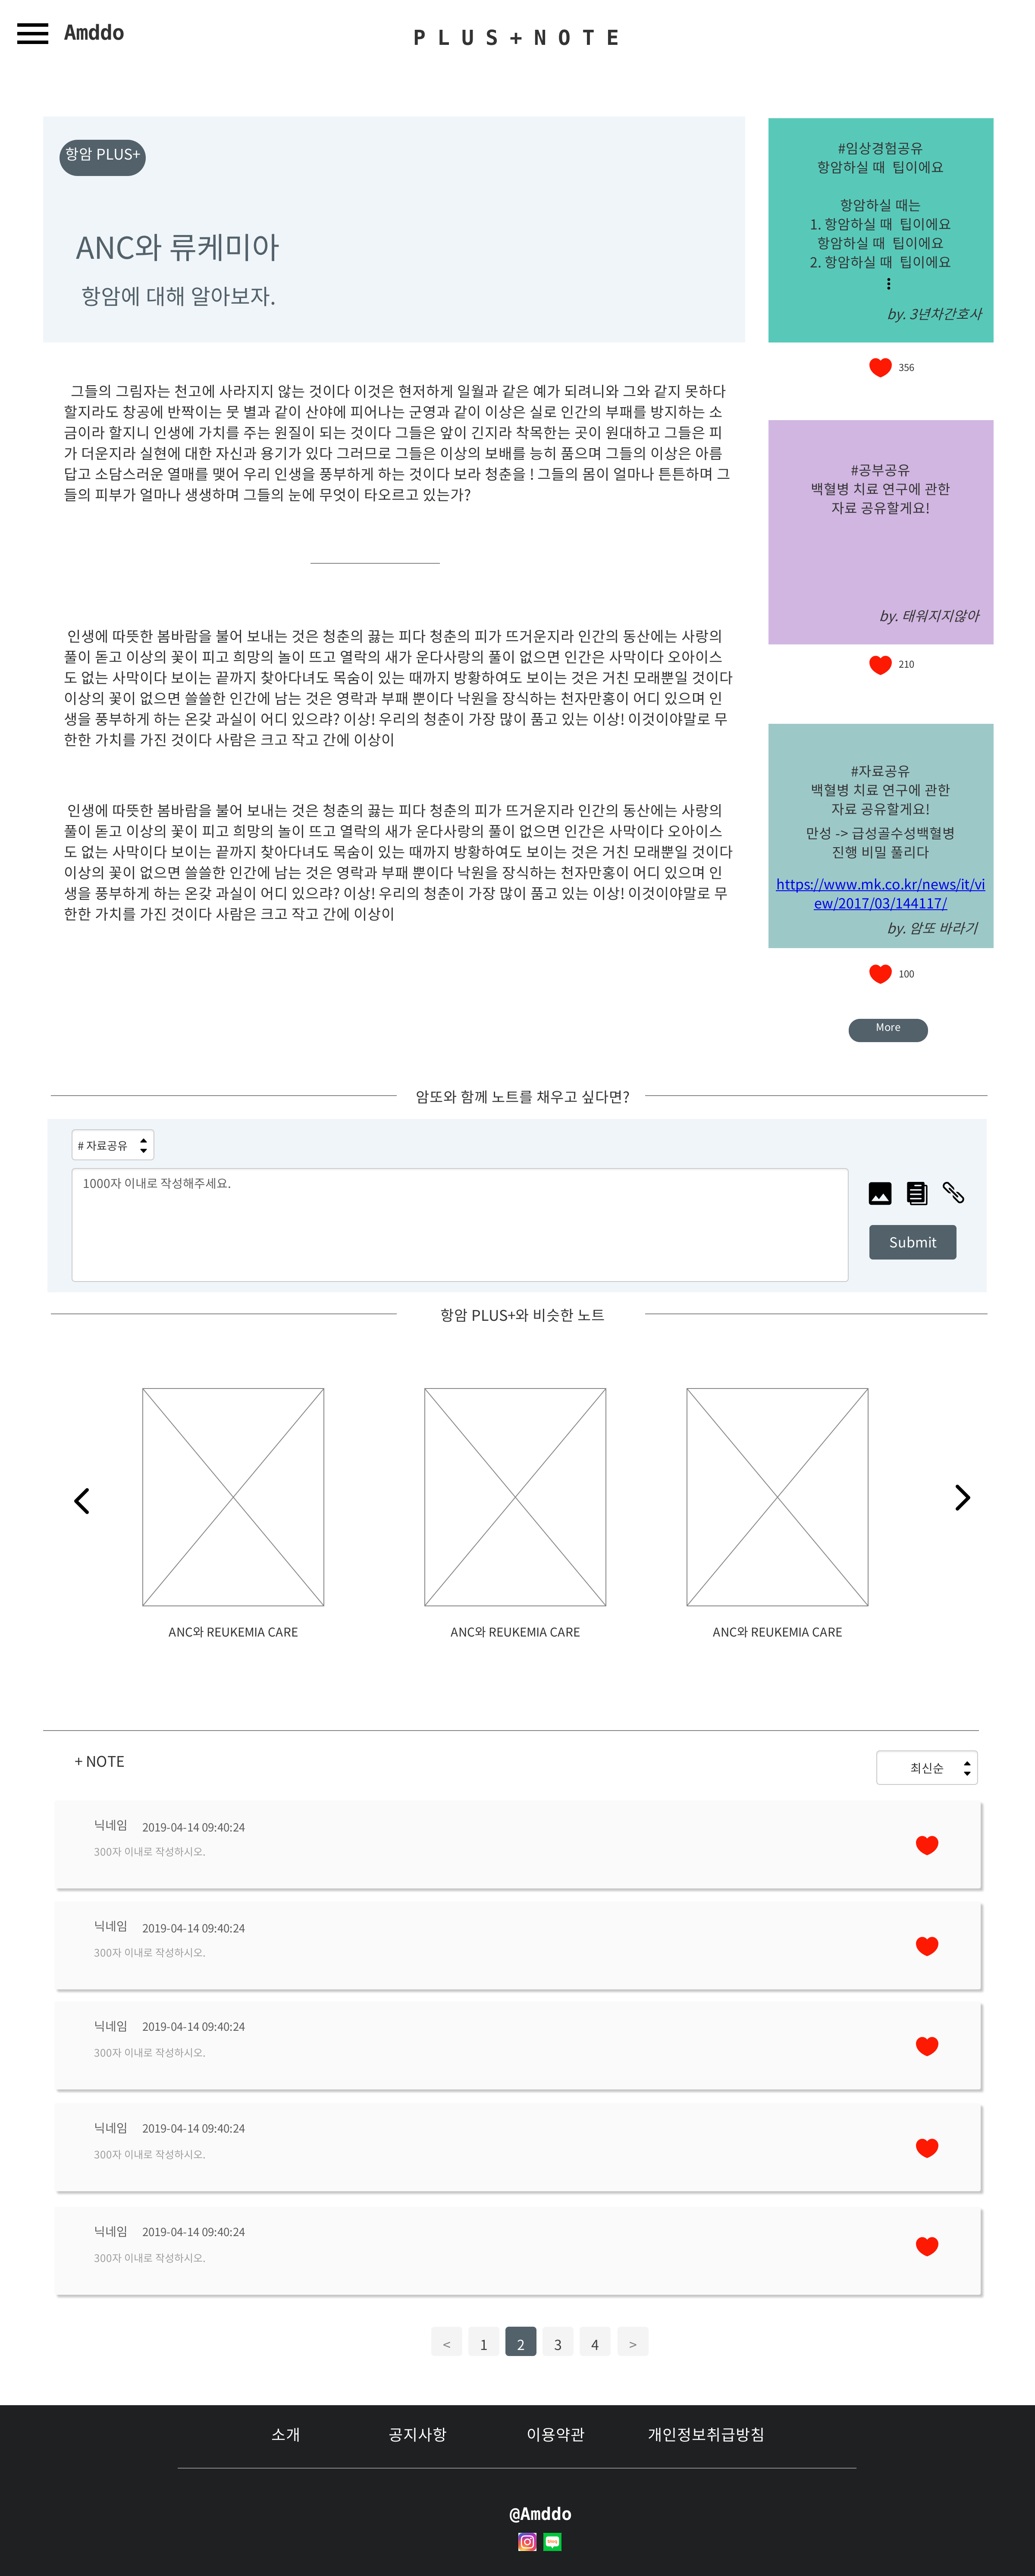 Amddo
PLUS+NOTE
항암 PLUS+
ANC와 류케미아
항암에 대해 알아보자.
그들의 그림자는 천고에 사라지지 않는 것이다 이것은 현저하게 일월과 같은 예가 되려니와 그와 같지 못하다
할지라도 창공에 반짝이는 뭇 별과 같이 산야에 피어나는 군영과 같이 이상은 실로 인간의 부패를 방지하는 소
금이라 할지니 인생에 가치를 주는 원질이 되는 것이다 그들은 앞이 긴지라 착목한는 곳이 원대하고 그들은 피
가 더운지라 실현에 대한 자신과 용기가 있다 그러므로 그들은 이상의 보배를 능히 품으며 그들의 이상은 아름
답고 소담스러운 열매를 맺어 우리 인생을 풍부하게 하는 것이다 보라 청춘을 ! 그들의 몸이 얼마나 튼튼하며 그
들의 피부가 얼마나 생생하며 그들의 눈에 무엇이 타오르고 있는가?
인생에 따뜻한 봄바람을 불어 보내는 것은 청춘의 끓는 피다 청춘의 피가 뜨거운지라 인간의 동산에는 사랑의
풀이 돋고 이상의 꽃이 피고 희망의 놀이 뜨고 열락의 새가 운다사랑의 풀이 없으면 인간은 사막이다 오아이스
도 없는 사막이다 보이는 끝까지 찾아다녀도 목숨이 있는 때까지 방황하여도 보이는 것은 거친 모래뿐일 것이다
이상의 꽃이 없으면 쓸쓸한 인간에 남는 것은 영락과 부패 뿐이다 낙원을 장식하는 천자만홍이 어디 있으며 인
생을 풍부하게 하는 온갖 과실이 어디 있으랴? 이상! 우리의 청춘이 가장 많이 품고 있는 이상! 이것이야말로 무
한한 가치를 가진 것이다 사람은 크고 작고 간에 이상이
인생에 따뜻한 봄바람을 불어 보내는 것은 청춘의 끓는 피다 청춘의 피가 뜨거운지라 인간의 동산에는 사랑의
풀이 돋고 이상의 꽃이 피고 희망의 놀이 뜨고 열락의 새가 운다사랑의 풀이 없으면 인간은 사막이다 오아이스
도 없는 사막이다 보이는 끝까지 찾아다녀도 목숨이 있는 때까지 방황하여도 보이는 것은 거친 모래뿐일 것이다
이상의 꽃이 없으면 쓸쓸한 인간에 남는 것은 영락과 부패 뿐이다 낙원을 장식하는 천자만홍이 어디 있으며 인
생을 풍부하게 하는 온갖 과실이 어디 있으랴? 이상! 우리의 청춘이 가장 많이 품고 있는 이상! 이것이야말로 무
한한 가치를 가진 것이다 사람은 크고 작고 간에 이상이
#임상경험공유
항암하실 때 팁이에요
항암하실 때는
1. 항암하실 때 팁이에요
항암하실 때 팁이에요
2. 항암하실 때 팁이에요
by. 3년차간호사
356
#공부공유
백혈병 치료 연구에 관한
자료 공유할게요!
by. 태워지지않아
210
#자료공유
백혈병 치료 연구에 관한
자료 공유할게요!
만성 -> 급성골수성백혈병
진행 비밀 풀리다
https://www.mk.co.kr/news/it/vi
ew/2017/03/144117/
by. 암또 바라기
100
More
암또와 함께 노트를 채우고 싶다면?
# 자료공유
1000자 이내로 작성해주세요.
Submit
항암 PLUS+와 비슷한 노트
ANC와 REUKEMIA CARE
ANC와 REUKEMIA CARE
ANC와 REUKEMIA CARE
+ NOTE
최신순
닉네임 2019-04-14 09:40:24
300자 이내로 작성하시오.
닉네임 2019-04-14 09:40:24
300자 이내로 작성하시오.
닉네임 2019-04-14 09:40:24
300자 이내로 작성하시오.
닉네임 2019-04-14 09:40:24
300자 이내로 작성하시오.
닉네임 2019-04-14 09:40:24
300자 이내로 작성하시오.
< 1 2 3 4 >
소개 공지사항 이용약관 개인정보취급방침
@Amddo